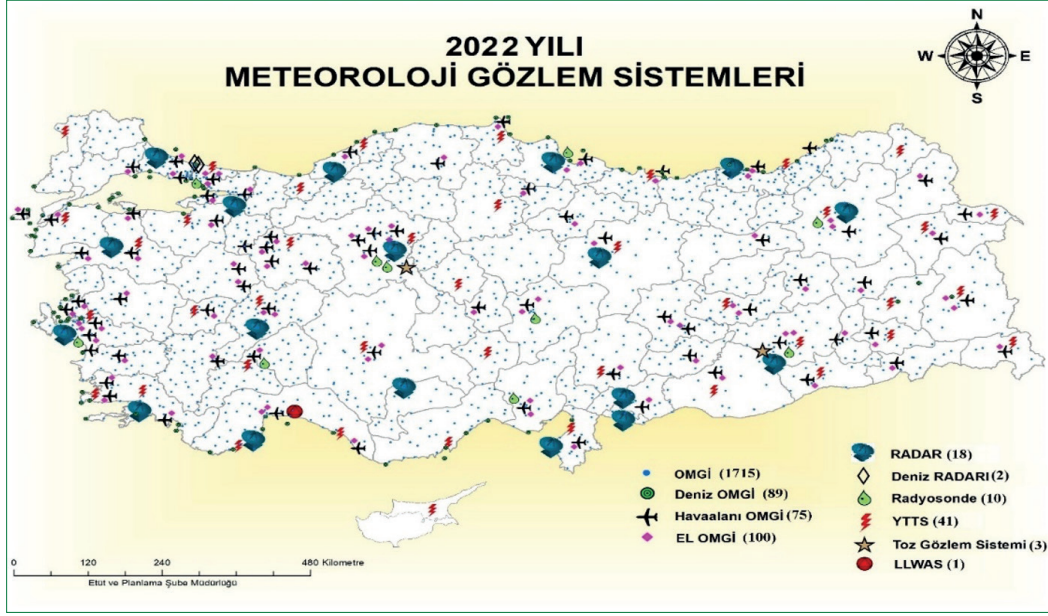 2022 YILI
METEOROLOJİ GÖZLEM SİSTEMLERİ
N
W
E
S
OMGİ (1715)
Deniz OMGİ (89)
Havaalanı OMGİ (75)
EL OMGİ (100)
RADAR (18)
Deniz RADARI (2)
Radyosonde (10)
YTTS (41)
Toz Gözlem Sistemi (3)
LLWAS (1)
0 120 240 480 Kilometre
Etüt ve Planlama Şube Müdürlüğü